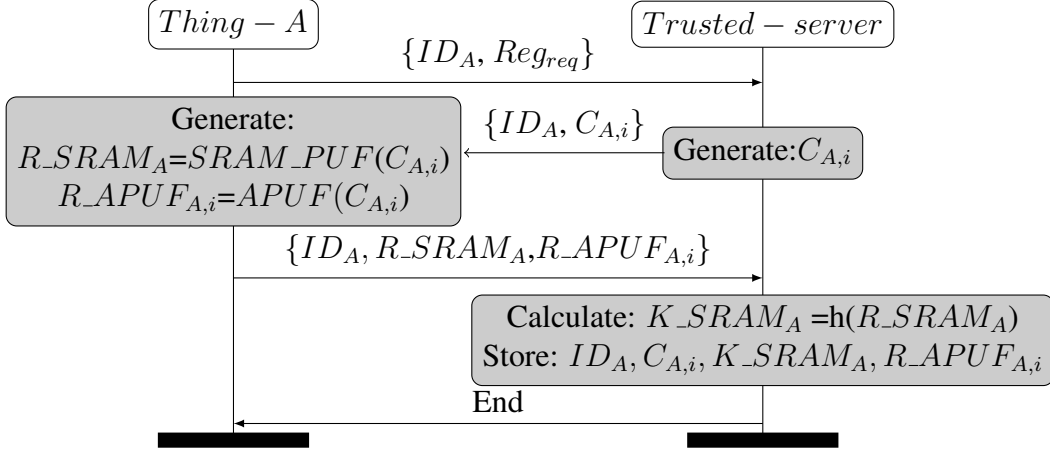 Thing − A
Trusted − server
{ID_A, Reg_req}
Generate:
R_SRAM_A=SRAM_PUF(C_A,i)
R_APUF_A,i=APUF(C_A,i)
{ID_A, C_A,i}
Generate:C_A,i
{ID_A, R_SRAM_A,R_APUF_A,i}
Calculate: K_SRAM_A =h(R_SRAM_A)
Store: ID_A, C_A,i, K_SRAM_A, R_APUF_A,i
End